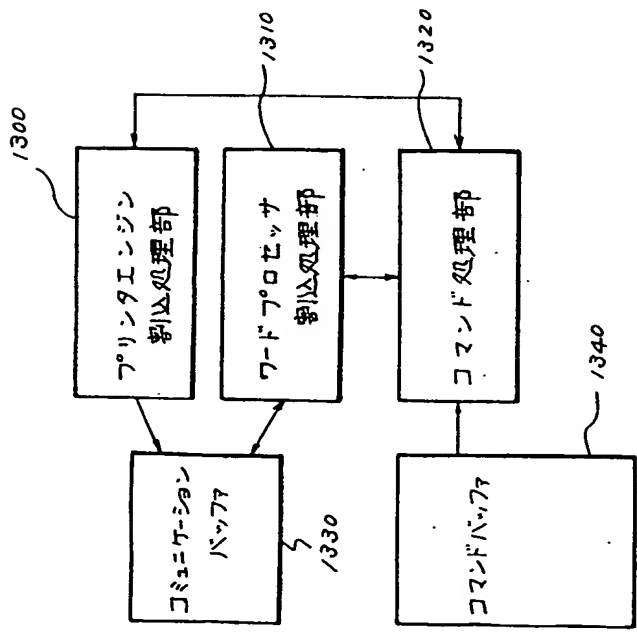 1300
プリンタエンジン
割込処理部
1310
ワードプロセッサ
割込処理部
1320
コマンド処理部
コミュニケーション
バッファ
1330
コマンドバッファ
1340